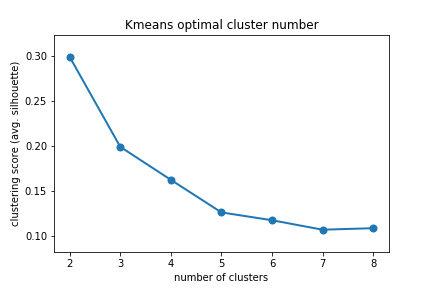 Kmeans optimal cluster number
clustering score (avg. silhouette)
0.30
0.25
0.20
0.15
0.10
2 3 4 5 6 7 8
number of clusters